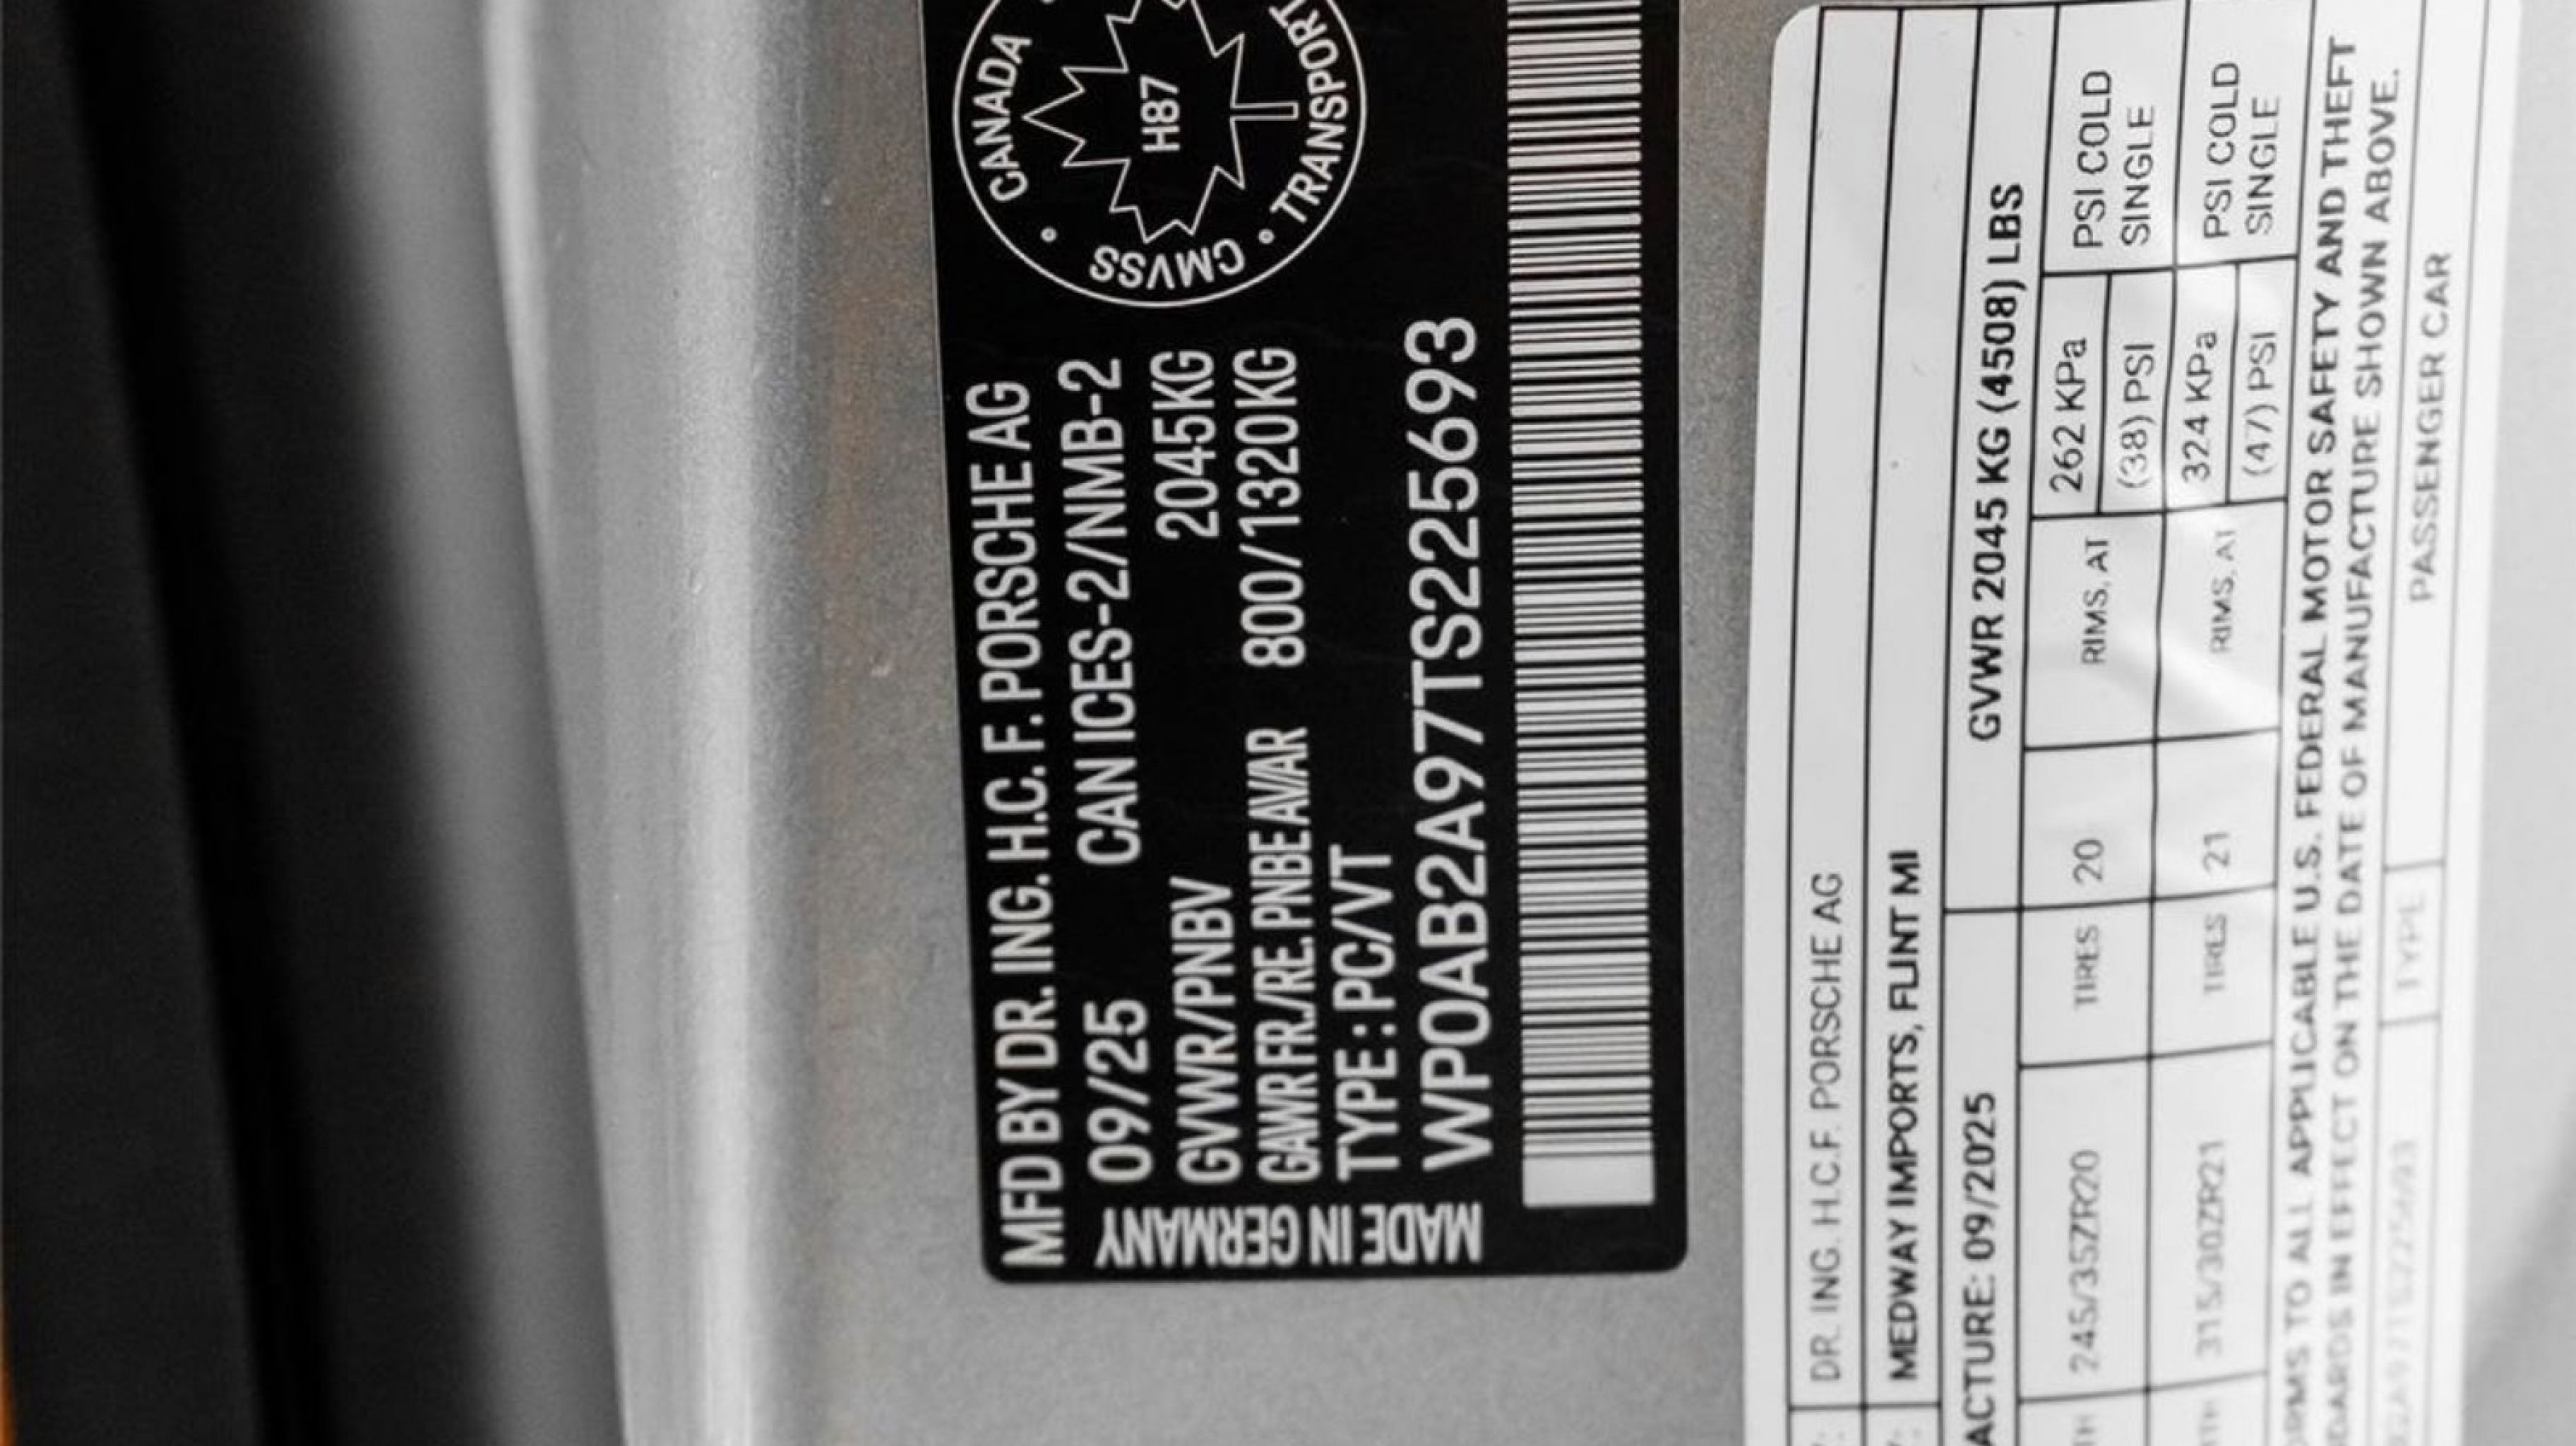 MFD BY DR. ING. H.C. F. PORSCHE AG
09/25 CAN ICES-2/NMB-2
GVWR/PNBV 2045KG
GAWR FR./RE. PNBE AV/AR 800/1320KG
TYPE : PC/VT
WP0AB2A97TS225693
MADE IN GERMANY
CANADA
TRANSPORT
CMVSS
H87
DR. ING. H.C.F. PORSCHE AG
MEDWAY IMPORTS, FLINT MI
ACTURE: 09/2025 GVWR 2045 KG (4508) LBS
TH 245/35ZR20 TIRES 20 RIMS, AT 262 KPa (38) PSI PSI COLD SINGLE
ITH 315/30ZR21 TIRES 21 RIMS, AT 324 KPa (47) PSI PSI COLD SINGLE
RMS TO ALL APPLICABLE U.S. FEDERAL MOTOR SAFETY AND THEFT
DARDS IN EFFECT ON THE DATE OF MANUFACTURE SHOWN ABOVE.
TYPE PASSENGER CAR